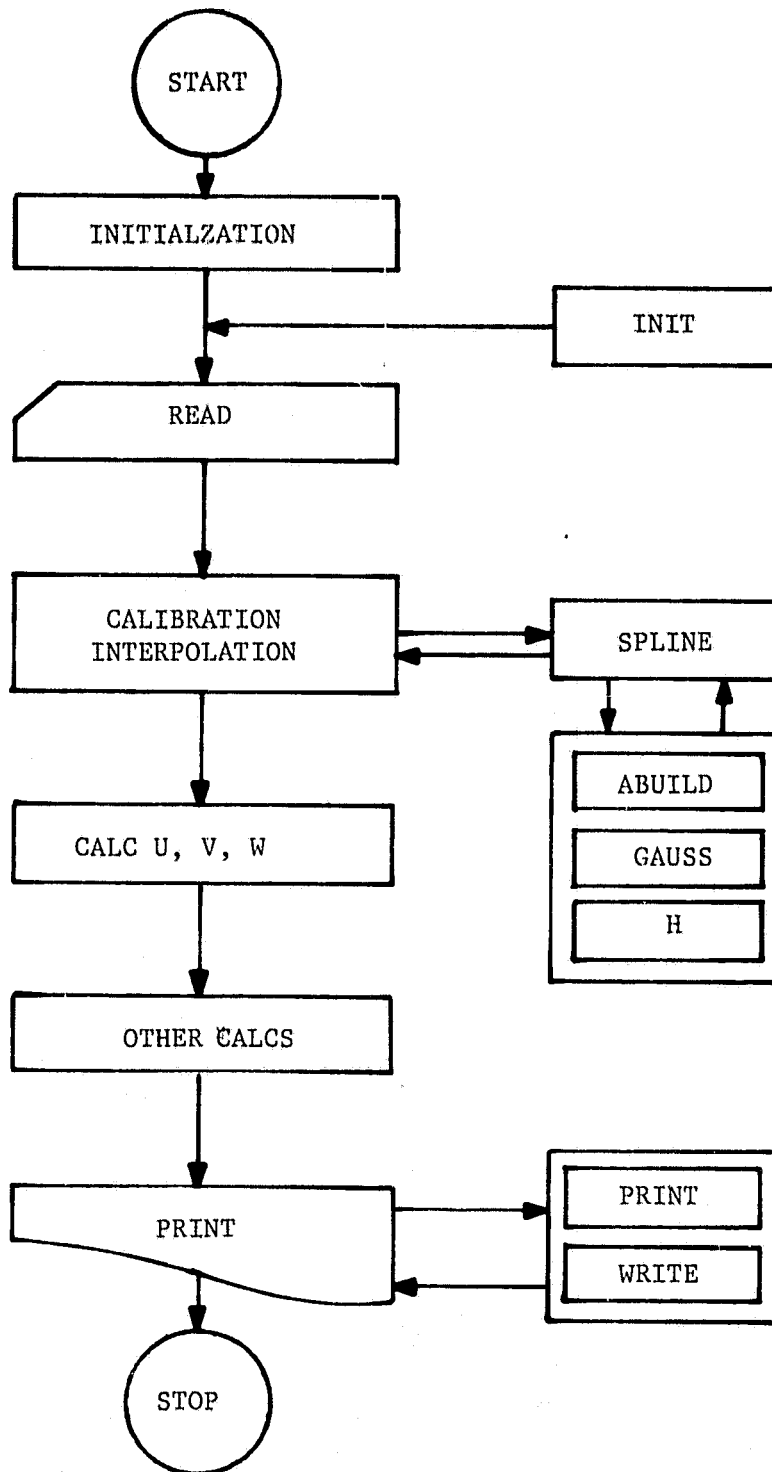 START
INITIALZATION
INIT
READ
CALIBRATION
INTERPOLATION
SPLINE
ABUILD
GAUSS
H
CALC U, V, W
OTHER CALCS
PRINT
PRINT
WRITE
STOP